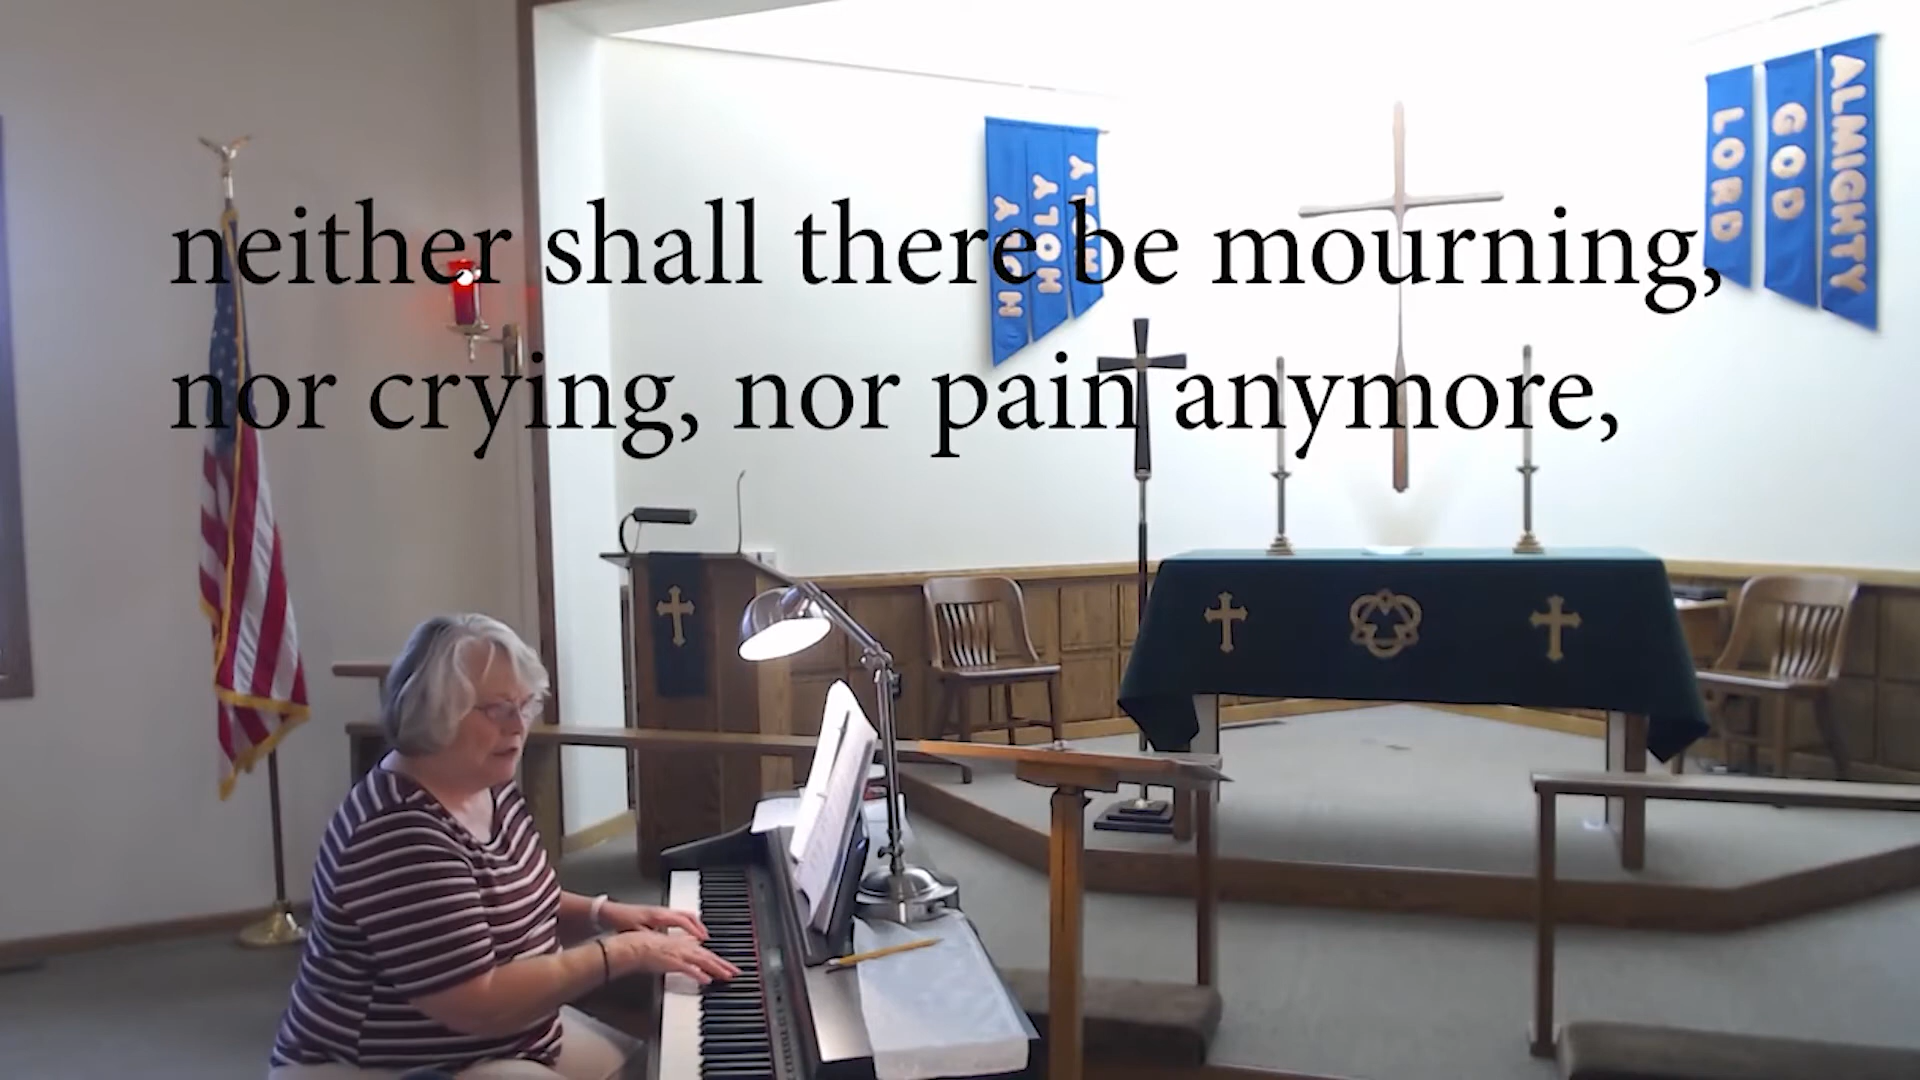 neither shall there be mourning,
nor crying, nor pain anymore,
HOLY
HOLY
HOLY
LORD
GOD
ALMIGHTY